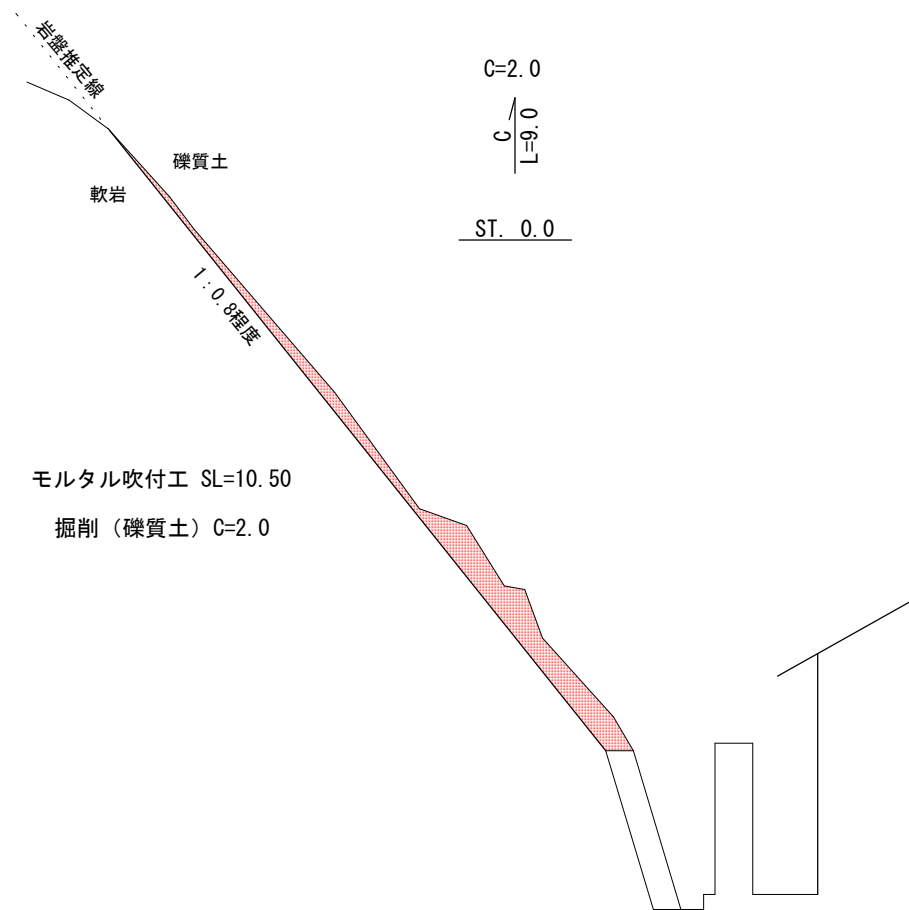 岩盤推定線
C=2.0
C
L=9.0
礫質土
軟岩
ST. 0.0
1:0.8程度
モルタル吹付工 SL=10.50
掘削（礫質土）C=2.0